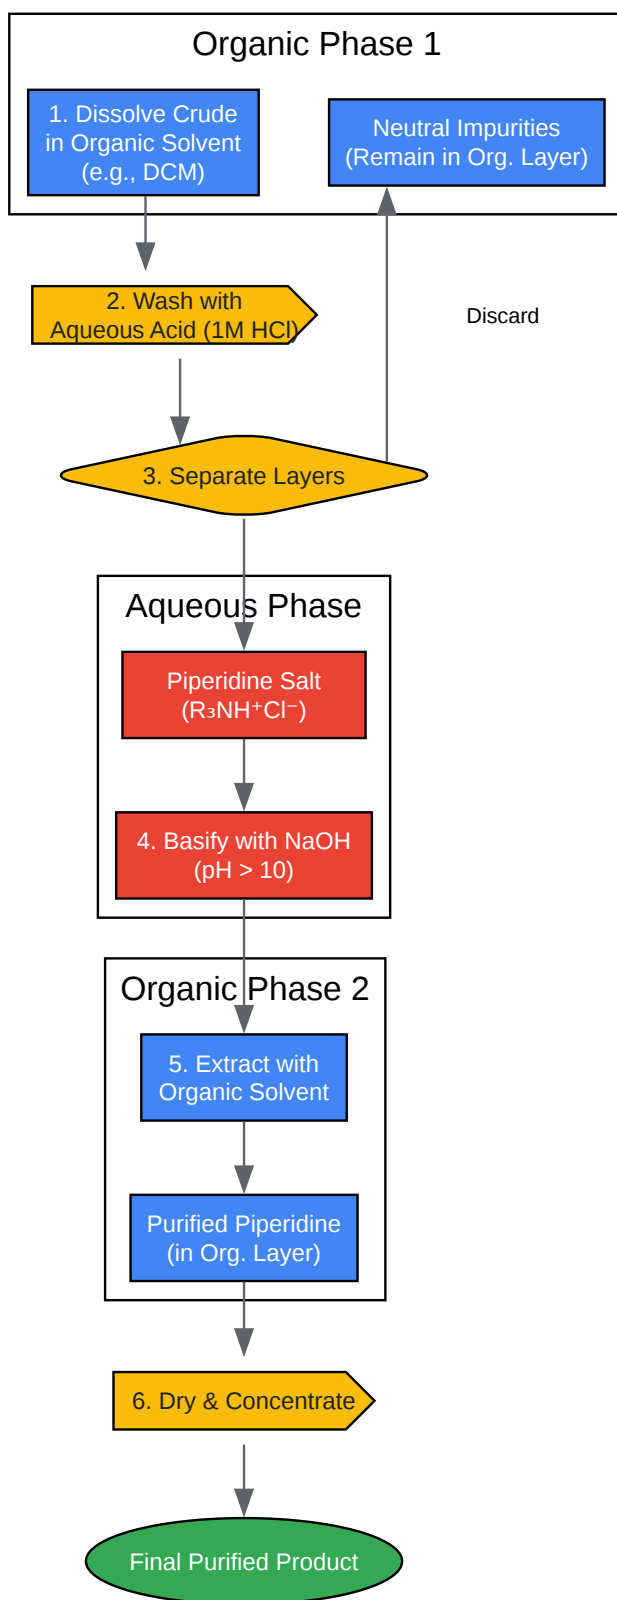 Organic Phase 1
1. Dissolve Crude
in Organic Solvent
(e.g., DCM)
Neutral Impurities
(Remain in Org. Layer)
2. Wash with
Aqueous Acid (1M HCl)
Discard
3. Separate Layers
Aqueous Phase
Piperidine Salt
(R₃NH⁺Cl⁻)
4. Basify with NaOH
(pH > 10)
Organic Phase 2
5. Extract with
Organic Solvent
Purified Piperidine
(in Org. Layer)
6. Dry & Concentrate
Final Purified Product